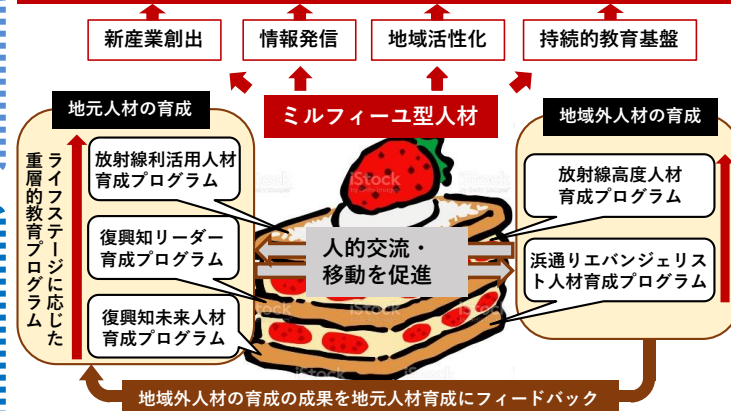 新産業創出
情報発信
地域活性化
持続的教育基盤
ミルフィーユ型人材
地元人材の育成
地域外人材の育成
ライフステージに応じた
重層的教育プログラム
放射線利活用人材
育成プログラム
復興知リーダー
育成プログラム
復興知未来人材
育成プログラム
人的交流・
移動を促進
放射線高度人材
育成プログラム
浜通りエバンジェリス
ト人材育成プログラム
iStock
iStock
iStock
iStock
地域外人材の育成の成果を地元人材育成にフィードバック